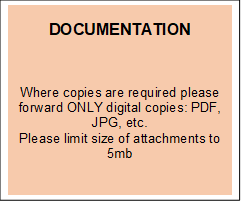 DOCUMENTATION
Where copies are required please
forward ONLY digital copies: PDF,
JPG, etc.
Please limit size of attachments to
5mb